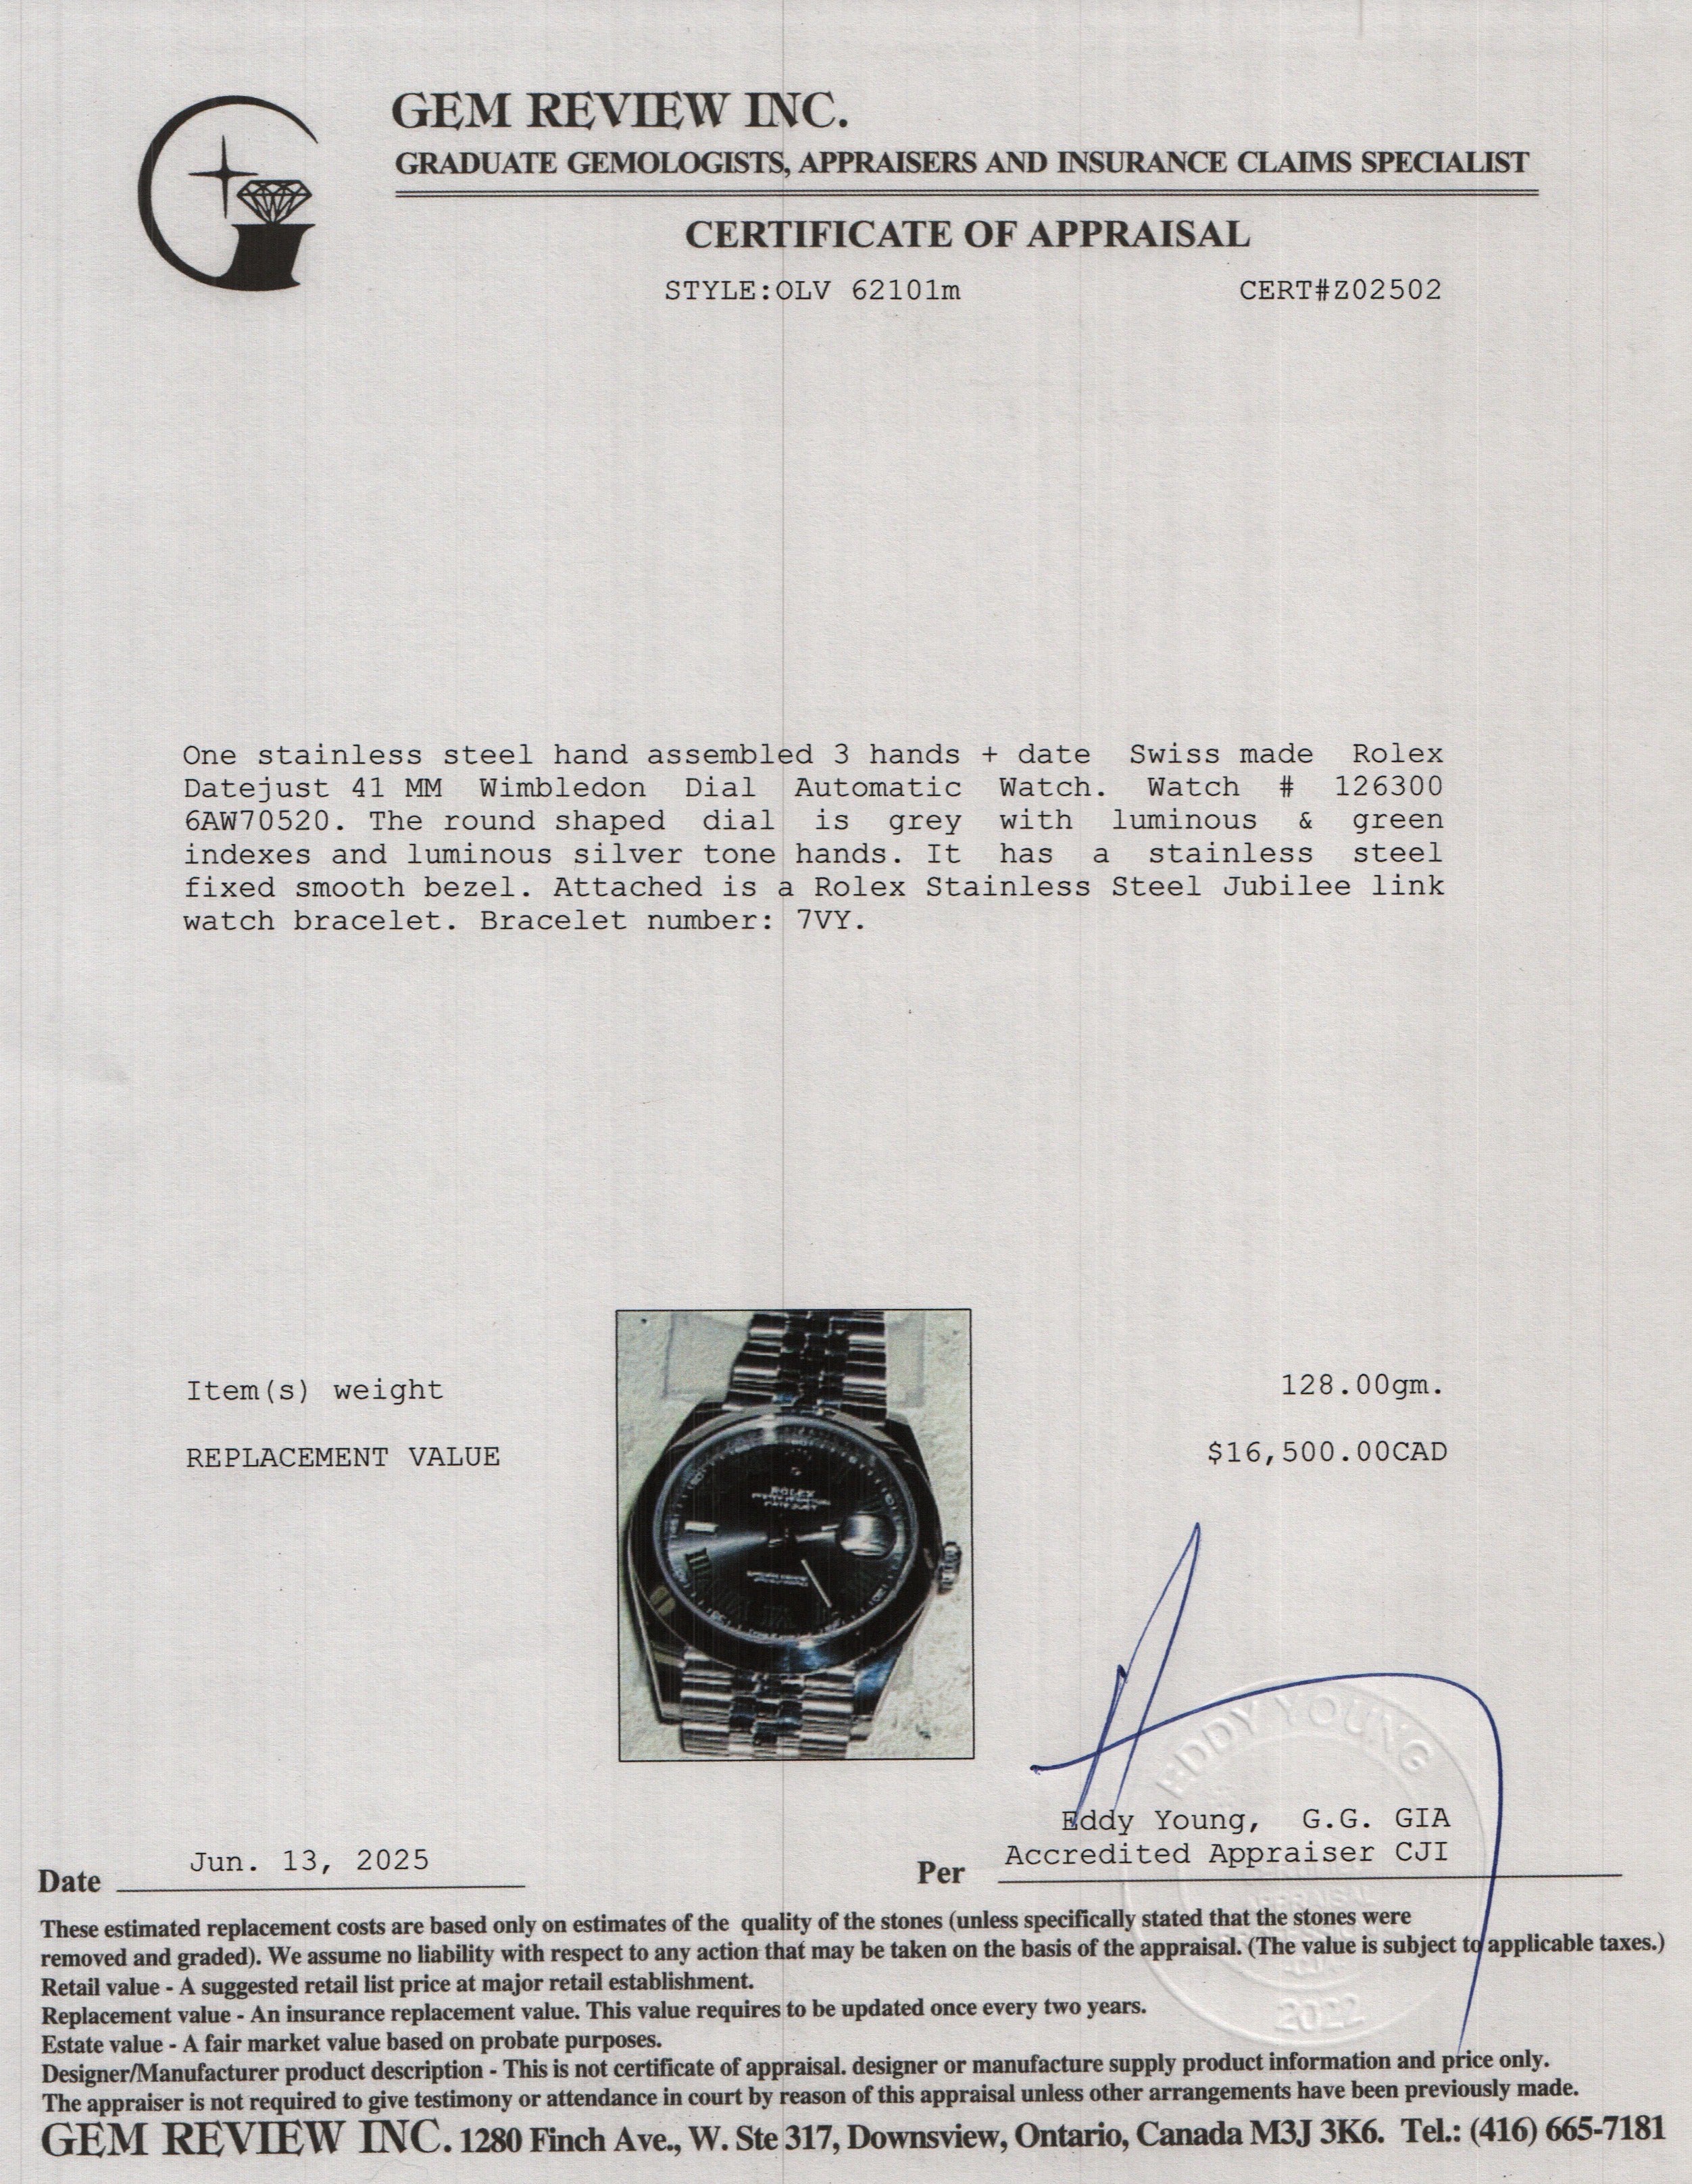 GEM REVIEW INC.
GRADUATE GEMOLOGISTS, APPRAISERS AND INSURANCE CLAIMS SPECIALIST
CERTIFICATE OF APPRAISAL
STYLE:OLV 62101m CERT#Z02502
One stainless steel hand assembled 3 hands + date Swiss made Rolex
Datejust 41 MM Wimbledon Dial Automatic Watch. Watch # 126300
6AW70520. The round shaped dial is grey with luminous & green
indexes and luminous silver tone hands. It has a stainless steel
fixed smooth bezel. Attached is a Rolex Stainless Steel Jubilee link
watch bracelet. Bracelet number: 7VY.
Item(s) weight 128.00gm.
REPLACEMENT VALUE $16,500.00CAD
ROLEX
EDDY YOUNG
Eddy Young, G.G. GIA
Accredited Appraiser CJI
Date Jun. 13, 2025 Per
APPRAISAL
2022
These estimated replacement costs are based only on estimates of the quality of the stones (unless specifically stated that the stones were
removed and graded). We assume no liability with respect to any action that may be taken on the basis of the appraisal. (The value is subject to applicable taxes.)
Retail value - A suggested retail list price at major retail establishment.
Replacement value - An insurance replacement value. This value requires to be updated once every two years.
Estate value - A fair market value based on probate purposes.
Designer/Manufacturer product description - This is not certificate of appraisal. designer or manufacture supply product information and price only.
The appraiser is not required to give testimony or attendance in court by reason of this appraisal unless other arrangements have been previously made.
GEM REVIEW INC. 1280 Finch Ave., W. Ste 317, Downsview, Ontario, Canada M3J 3K6. Tel.: (416) 665-7181